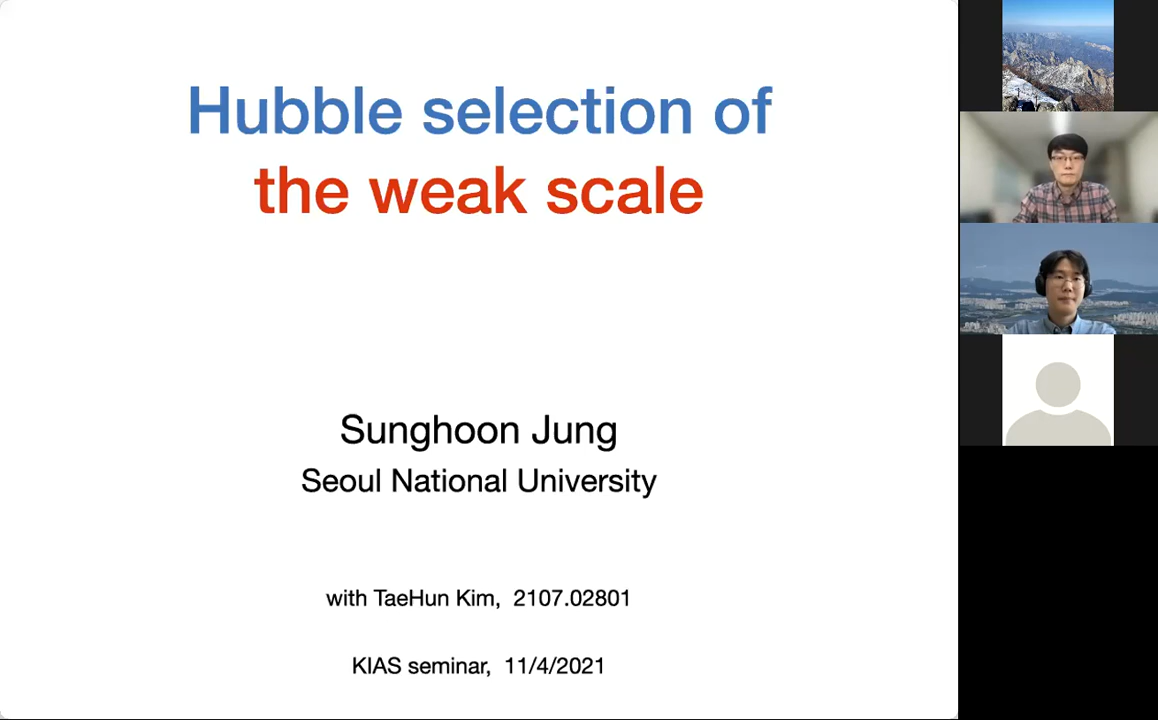 Hubble selection of
the weak scale
Sunghoon Jung
Seoul National University
with TaeHun Kim, 2107.02801
KIAS seminar, 11/4/2021